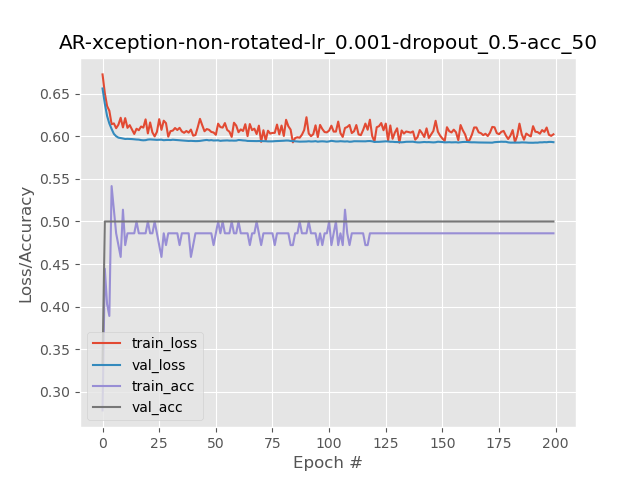 AR-xception-non-rotated-lr_0.001-dropout_0.5-acc_50
Loss/Accuracy
0.65
0.60
0.55
0.50
0.45
0.40
0.35
0.30
train_loss
val_loss
train_acc
val_acc
0 25 50 75 100 125 150 175 200
Epoch #